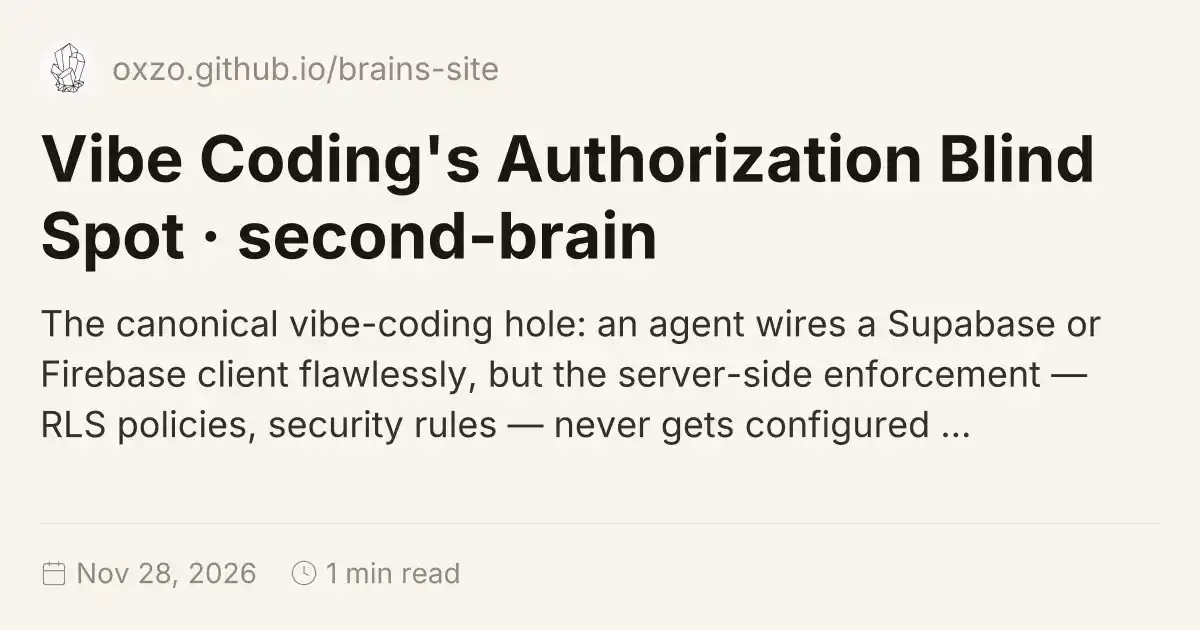 oxzo.github.io/brains-site
Vibe Coding's Authorization Blind
Spot · second-brain
The canonical vibe-coding hole: an agent wires a Supabase or
Firebase client flawlessly, but the server-side enforcement —
RLS policies, security rules — never gets configured ...
Nov 28, 2026 1 min read